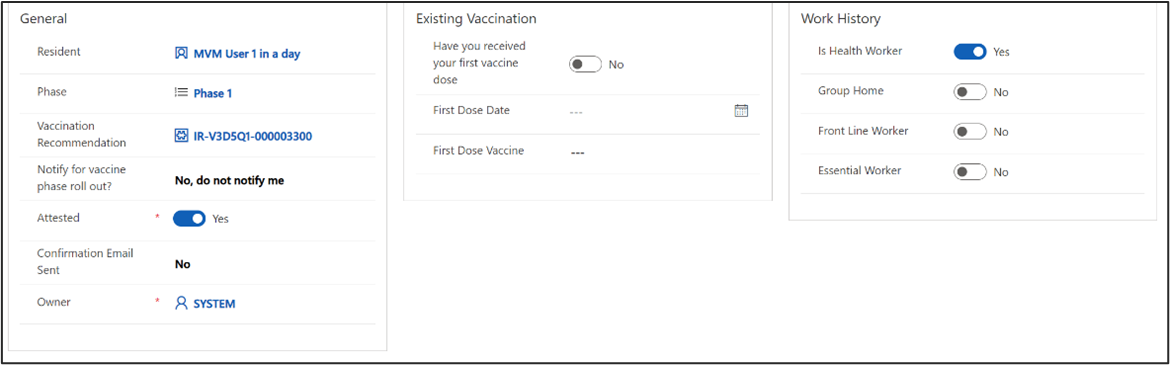 General
Resident
MVM User 1 in a day
Phase
Phase 1
Vaccination
Recommendation
IR-V3D5Q1-000003300
Notify for vaccine
phase roll out?
No, do not notify me
Attested * Yes
Confirmation Email
Sent
No
Owner * SYSTEM
Existing Vaccination
Have you received
your first vaccine
dose
No
First Dose Date ---
First Dose Vaccine ---
Work History
Is Health Worker Yes
Group Home No
Front Line Worker No
Essential Worker No